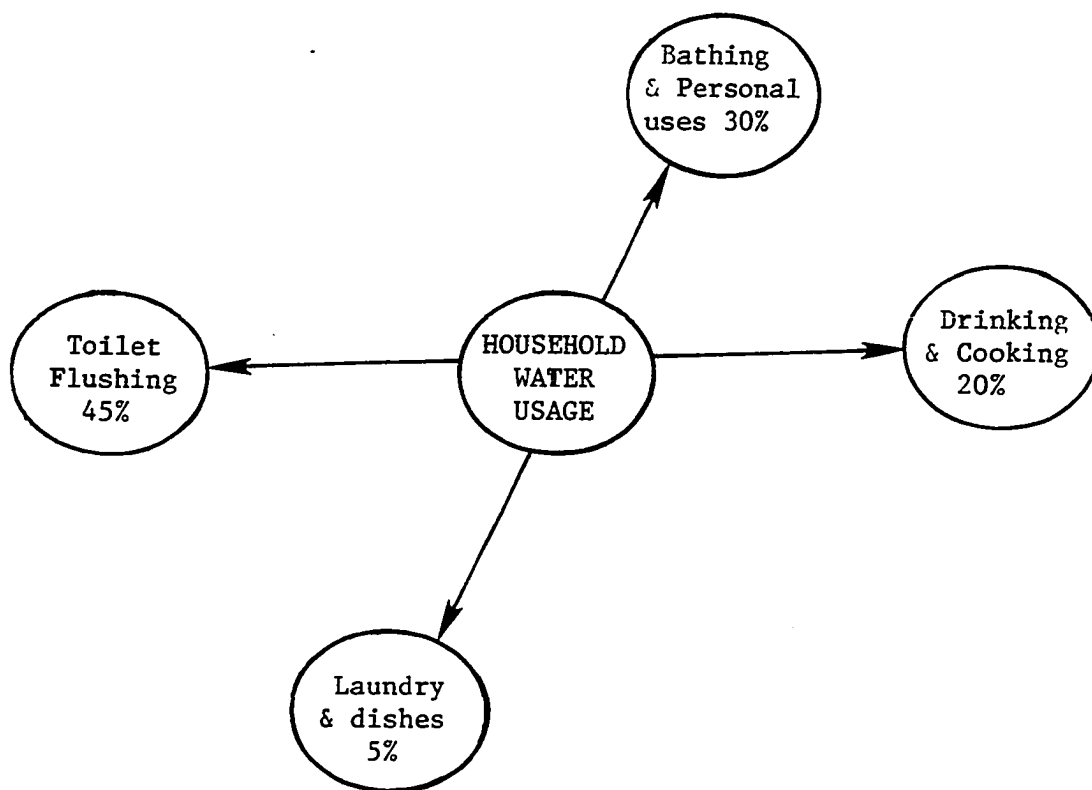 Bathing
& Personal
uses 30%
HOUSEHOLD
WATER
USAGE
Toilet
Flushing
45%
Drinking
& Cooking
20%
Laundry
& dishes
5%